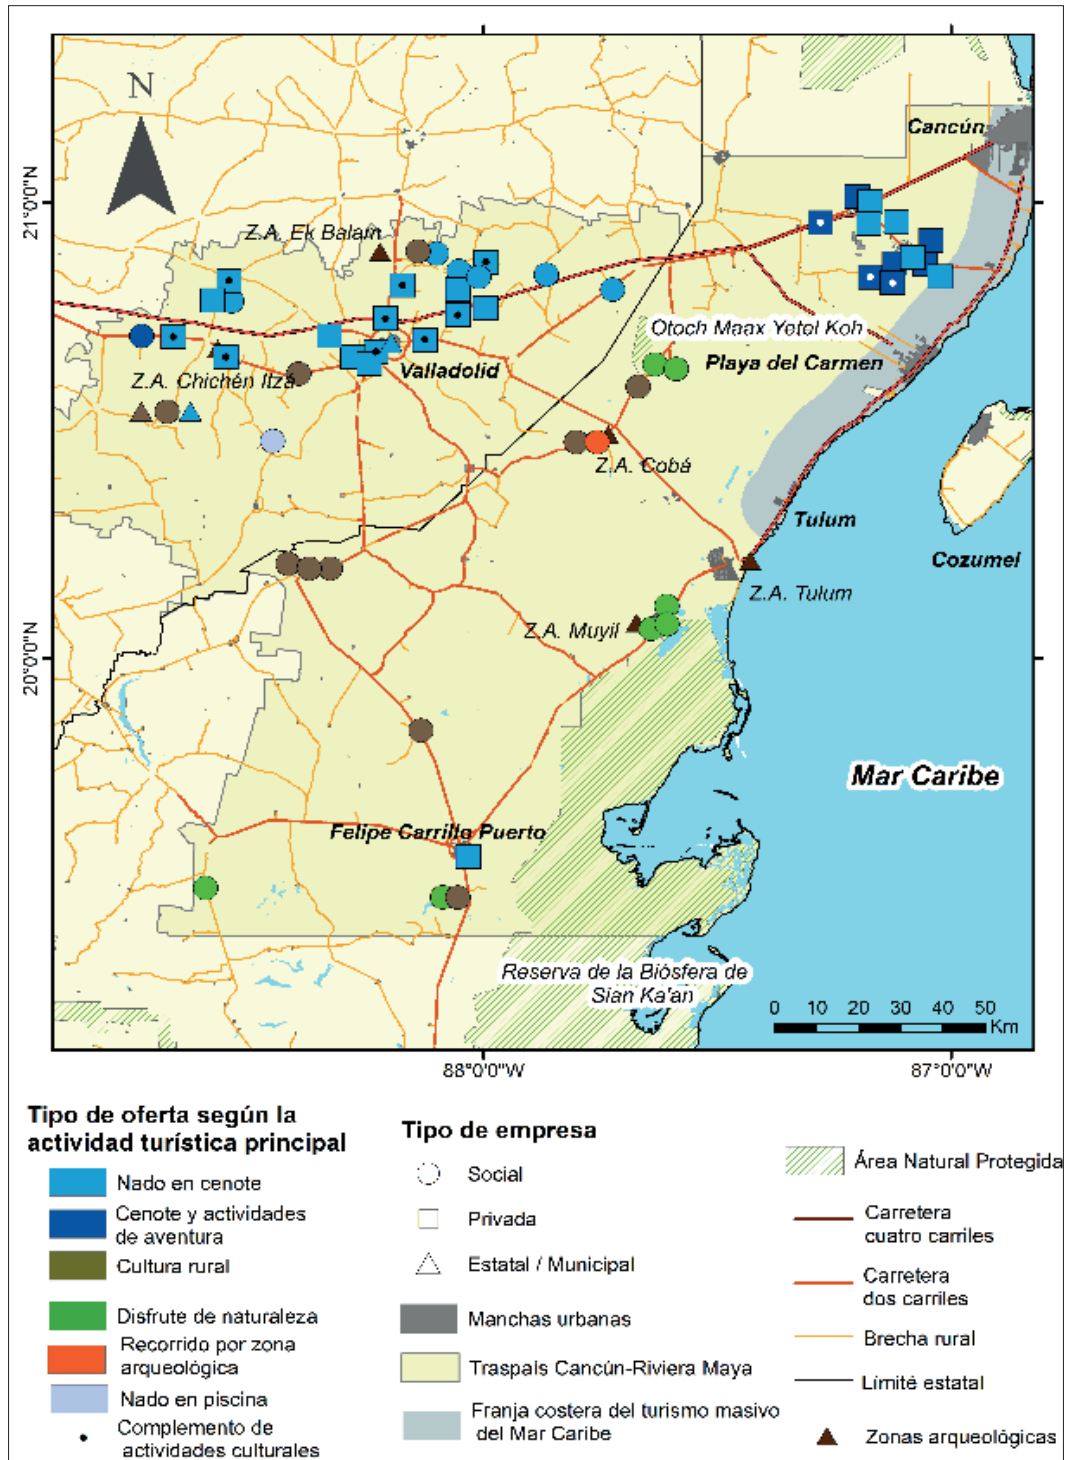 N
Cancún
21°0'0"N
Z.A. Ek Balam
Otoch Maax Yetel Koh
Playa del Carmen
Valladolid
Z.A. Chichén Itzá
Z.A. Cobá
Tulum
Cozumel
Z.A. Tulum
Z.A. Muyil
20°0'0"N
Mar Caribe
Felipe Carrillo Puerto
Reserva de la Biósfera de
Sian Ka'an
0 10 20 30 40 50
Km
88°0'0"W
87°0'0"W
Tipo de oferta según la
actividad turística principal
Nado en cenote
Cenote y actividades
de aventura
Cultura rural
Disfrute de naturaleza
Recorrido por zona
arqueológica
Nado en piscina
Complemento de
actividades culturales
Tipo de empresa
Social
Privada
Estatal / Municipal
Manchas urbanas
Traspaís Cancún-Riviera Maya
Franja costera del turismo masivo
del Mar Caribe
Área Natural Protegida
Carretera
cuatro carriles
Carretera
dos carriles
Brecha rural
Límité estatal
Zonas arqueológicas